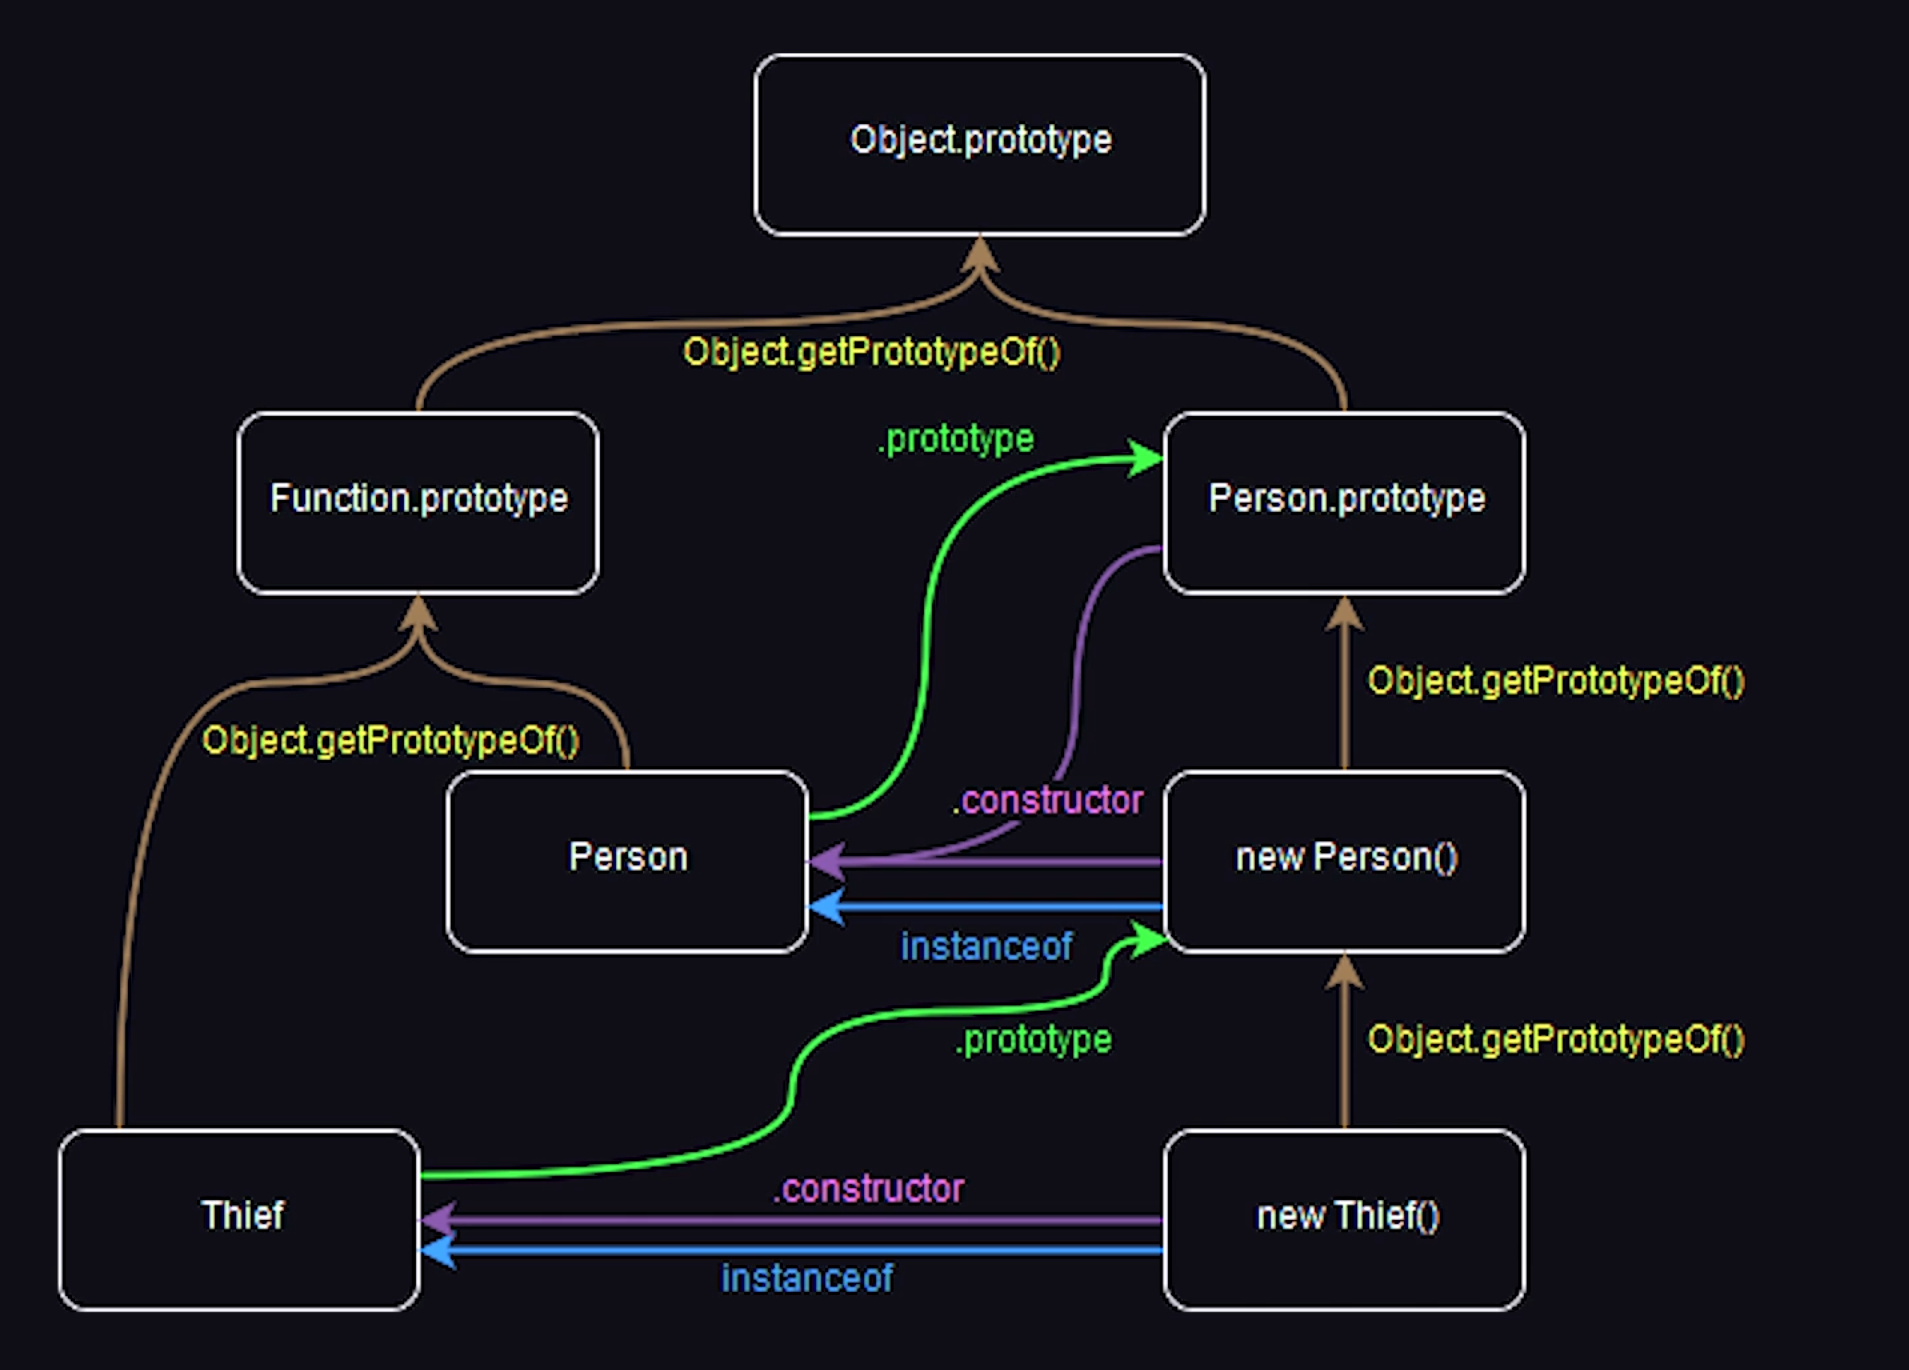 Object.prototype
Object.getPrototypeOf()
.prototype
Function.prototype
Person.prototype
Object.getPrototypeOf()
Object.getPrototypeOf()
.constructor
Person
new Person()
instanceof
.prototype
Object.getPrototypeOf()
.constructor
Thief
new Thief()
instanceof